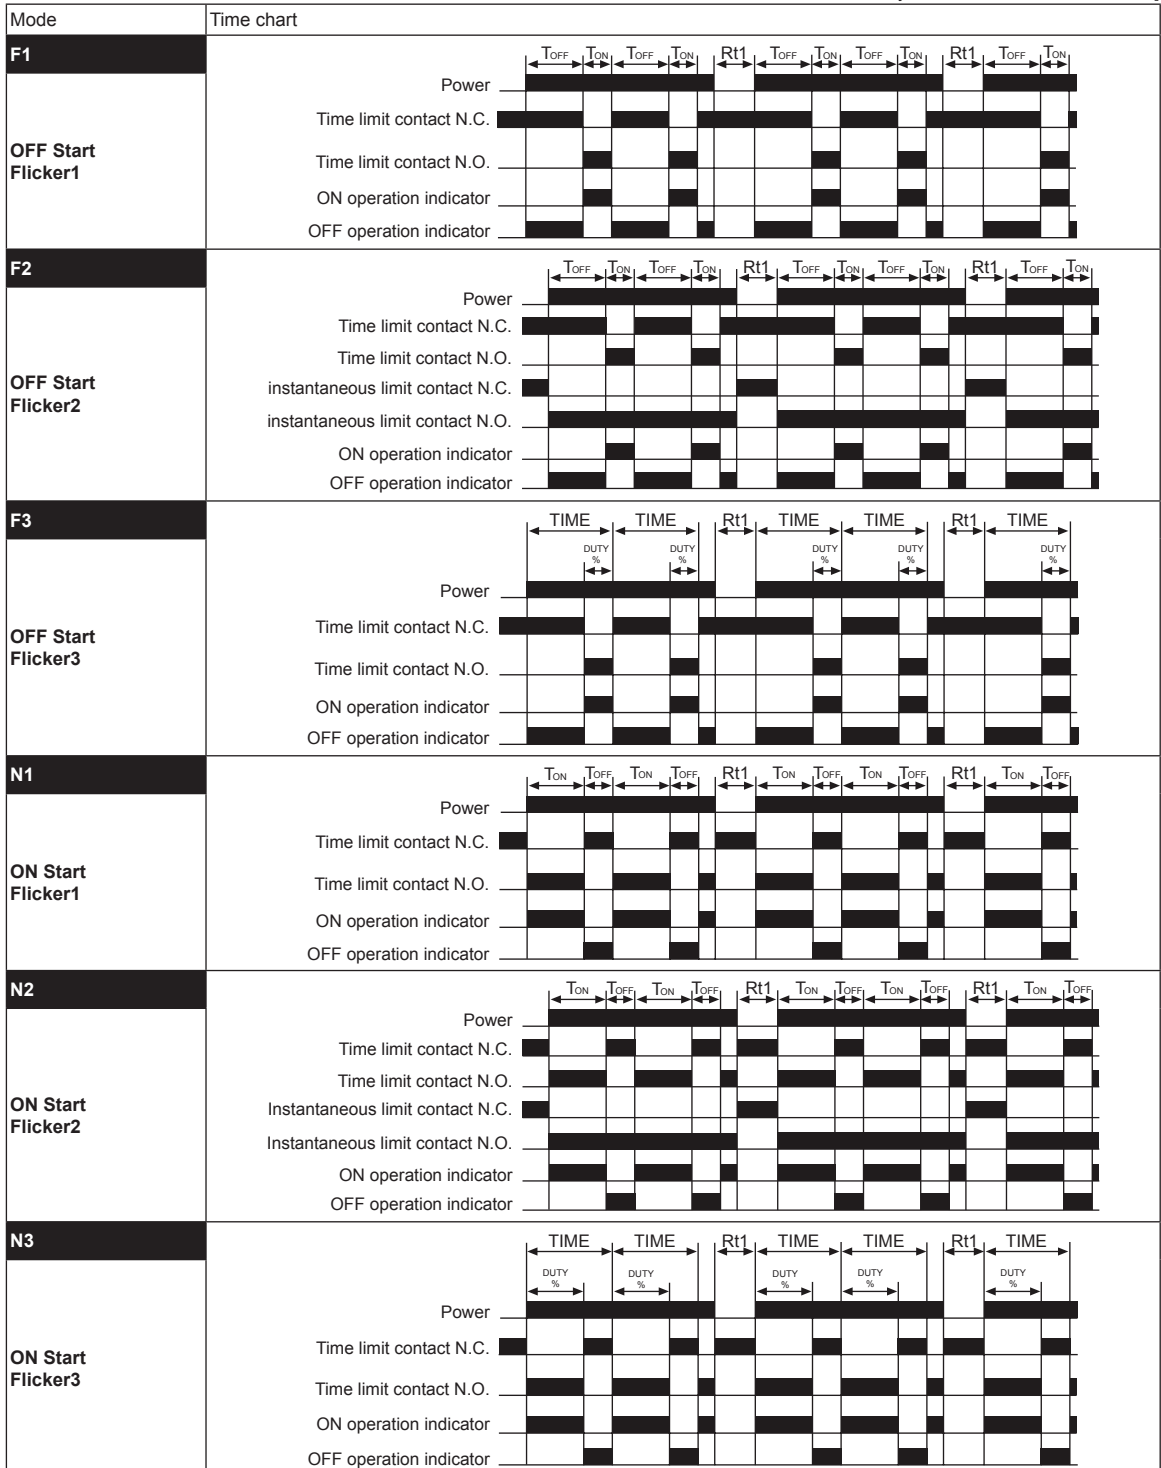 Mode Time chart
F1
TOFF TON TOFF TON Rt1 TOFF TON TOFF TON Rt1 TOFF TON
Power
Time limit contact N.C.
OFF Start
Flicker1
Time limit contact N.O.
ON operation indicator
OFF operation indicator
F2
TOFF TON TOFF TON Rt1 TOFF TON TOFF TON Rt1 TOFF TON
Power
Time limit contact N.C.
Time limit contact N.O.
OFF Start
Flicker2
instantaneous limit contact N.C.
instantaneous limit contact N.O.
ON operation indicator
OFF operation indicator
F3
TIME TIME Rt1 TIME TIME Rt1 TIME
DUTY DUTY DUTY DUTY DUTY
% % % % %
Power
Time limit contact N.C.
OFF Start
Flicker3
Time limit contact N.O.
ON operation indicator
OFF operation indicator
N1
TON TOFF TON TOFF Rt1 TON TOFF TON TOFF Rt1 TON TOFF
Power
Time limit contact N.C.
ON Start
Flicker1
Time limit contact N.O.
ON operation indicator
OFF operation indicator
N2
TON TOFF TON TOFF Rt1 TON TOFF TON TOFF Rt1 TON TOFF
Power
Time limit contact N.C.
Time limit contact N.O.
ON Start
Flicker2
Instantaneous limit contact N.C.
Instantaneous limit contact N.O.
ON operation indicator
OFF operation indicator
N3
TIME TIME Rt1 TIME TIME Rt1 TIME
DUTY DUTY DUTY DUTY DUTY
% % % % %
Power
Time limit contact N.C.
ON Start
Flicker3
Time limit contact N.O.
ON operation indicator
OFF operation indicator